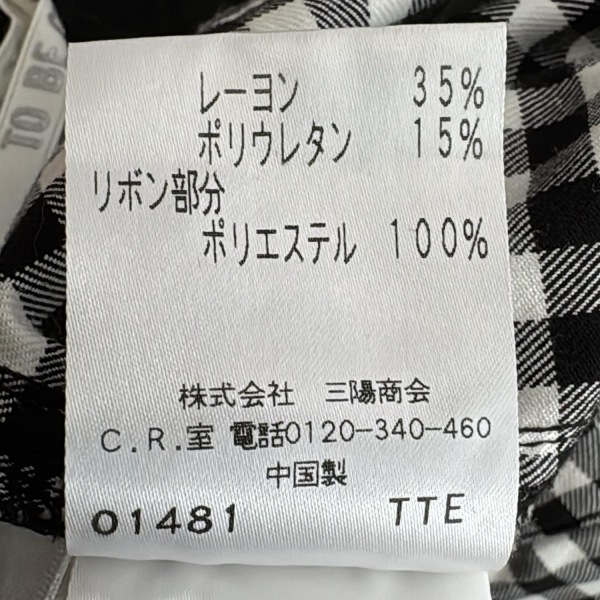 TO BE
レーヨン 35%
ポリウレタン 15%
リボン部分
ポリエステル 100%
株式会社 三陽商会
C.R.室 電話0120-340-460
中国製
01481 TTE